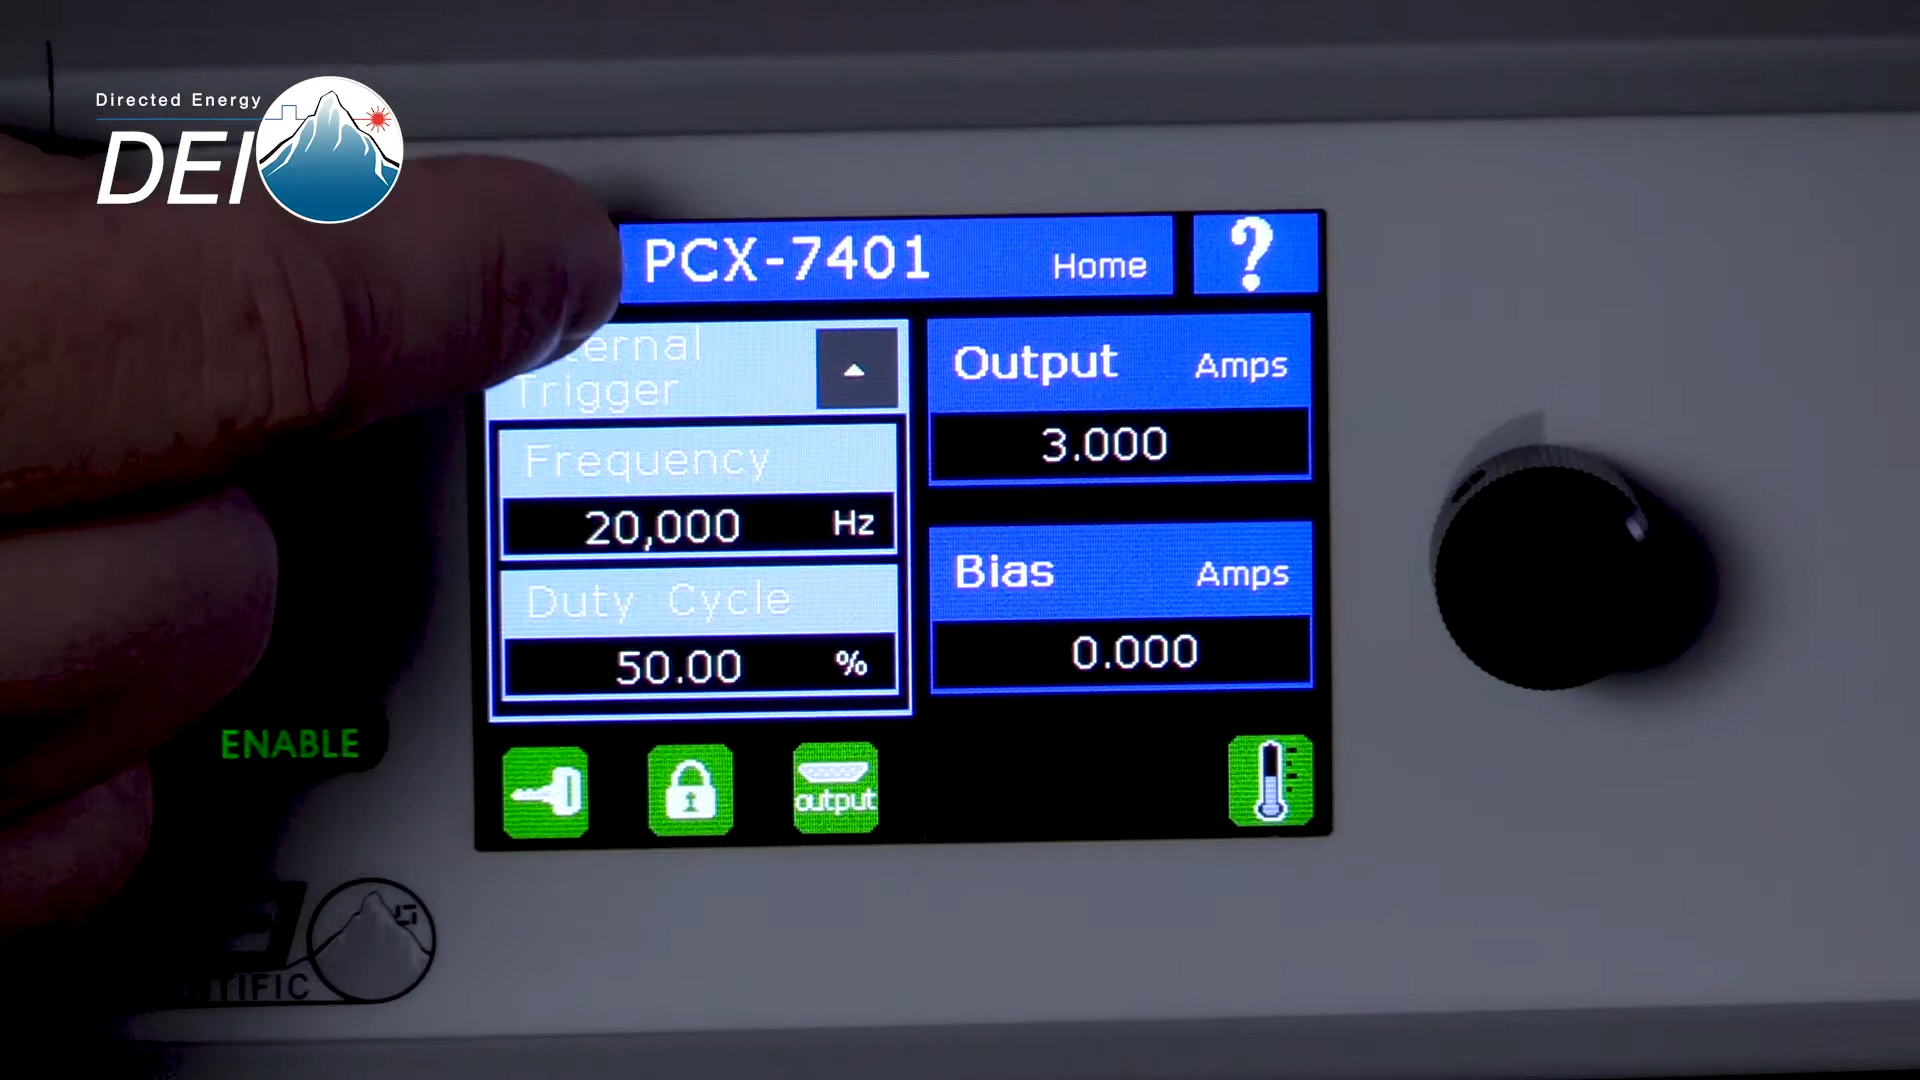 Directed Energy
DEI
PCX-7401 Home
?
Trigger
Output Amps
3.000
Frequency
20,000 Hz
Bias Amps
0.000
Duty Cycle
50.00 %
ENABLE
output